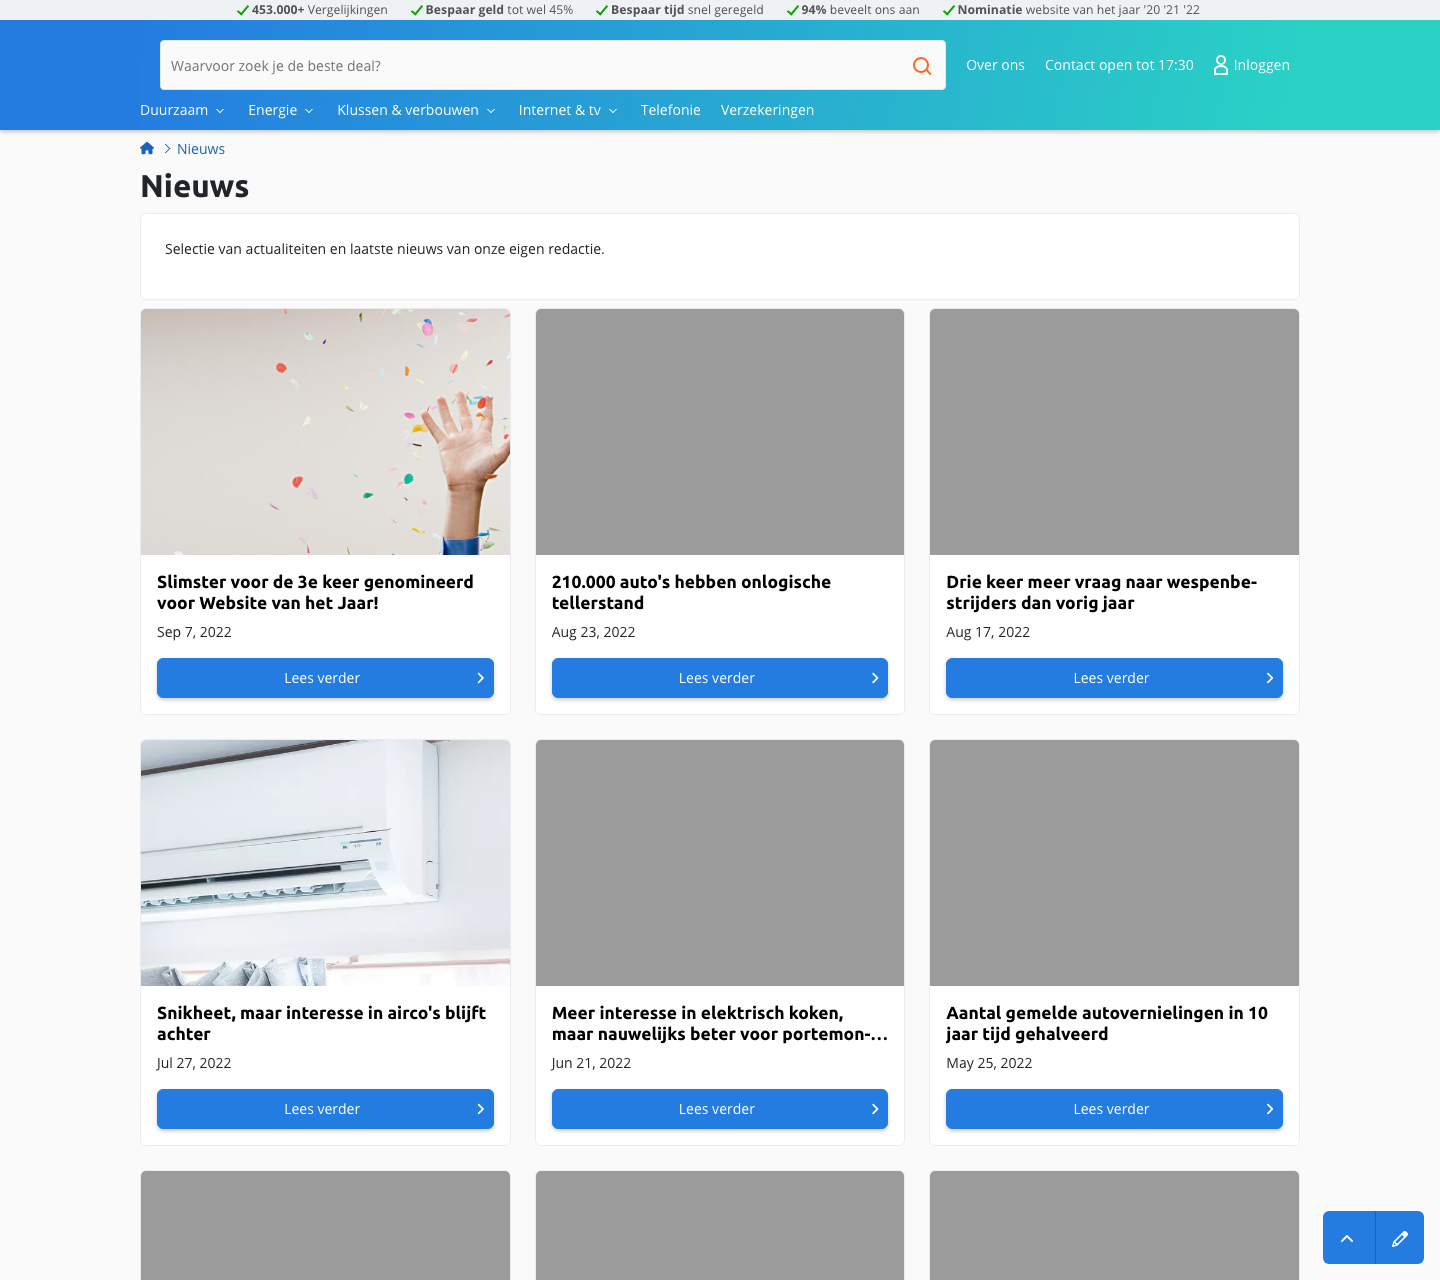 453.000+ Vergelijkingen Bespaar geld tot wel 45% Bespaar tijd snel geregeld 94% beveelt ons aan Nominatie website van het jaar '20 '21 '22
Waarvoor zoek je de beste deal?
Over ons Contact open tot 17:30 Inloggen
Duurzaam Energie Klussen & verbouwen Internet & tv Telefonie Verzekeringen
Nieuws
Nieuws
Selectie van actualiteiten en laatste nieuws van onze eigen redactie.
Slimster voor de 3e keer genomineerd
voor Website van het Jaar!
Sep 7, 2022
Lees verder
210.000 auto's hebben onlogische
tellerstand
Aug 23, 2022
Lees verder
Drie keer meer vraag naar wespenbe-
strijders dan vorig jaar
Aug 17, 2022
Lees verder
Snikheet, maar interesse in airco's blijft
achter
Jul 27, 2022
Lees verder
Meer interesse in elektrisch koken,
maar nauwelijks beter voor portemon-...
Jun 21, 2022
Lees verder
Aantal gemelde autovernielingen in 10
jaar tijd gehalveerd
May 25, 2022
Lees verder